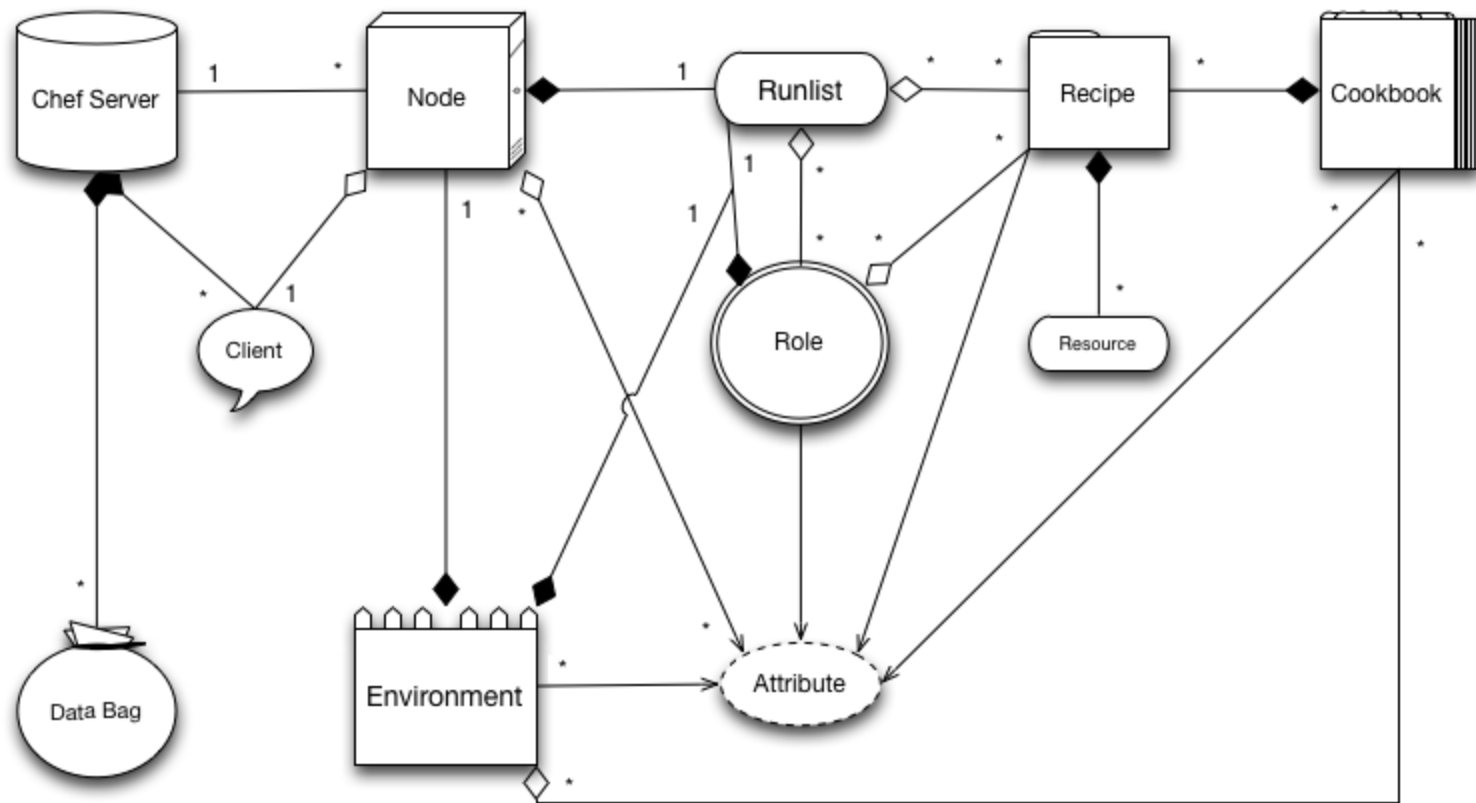 Chef Server
1
*
Node
1
Runlist
*
*
Recipe
*
Cookbook
1
*
*
1
*
1
*
*
*
*
*
1
*
Client
Role
Resource
*
*
*
Environment
Attribute
Data Bag
*